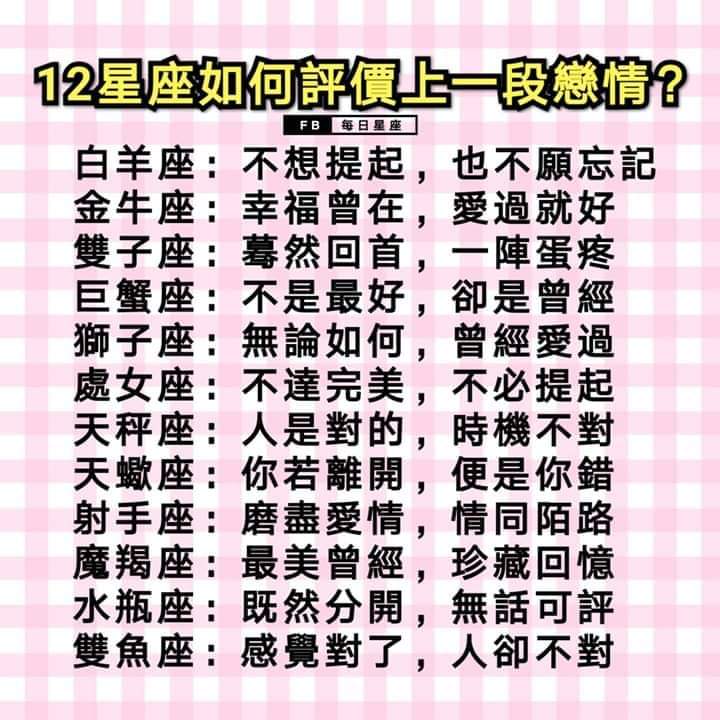 12星座如何評價上一段戀情？
FB 每日星座
白羊座：不想提起，也不願忘記
金牛座：幸福曾在，愛過就好
雙子座：驀然回首，一陣蛋疼
巨蟹座：不是最好，卻是曾經
獅子座：無論如何，曾經愛過
處女座：不達完美，不必提起
天秤座：人是對的，時機不對
天蠍座：你若離開，便是你錯
射手座：磨盡愛情，情同陌路
魔羯座：最美曾經，珍藏回憶
水瓶座：既然分開，無話可評
雙魚座：感覺對了，人卻不對